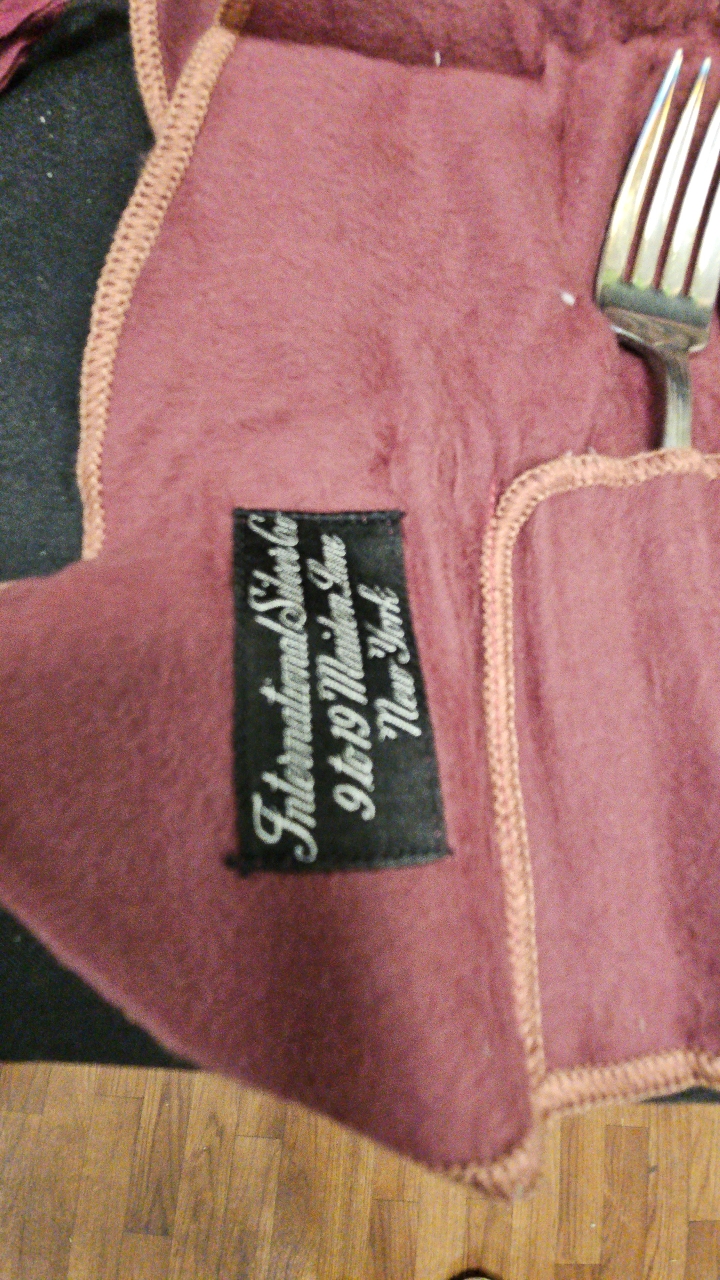 International Silver Co
9 to 19 Maiden Lane
New York